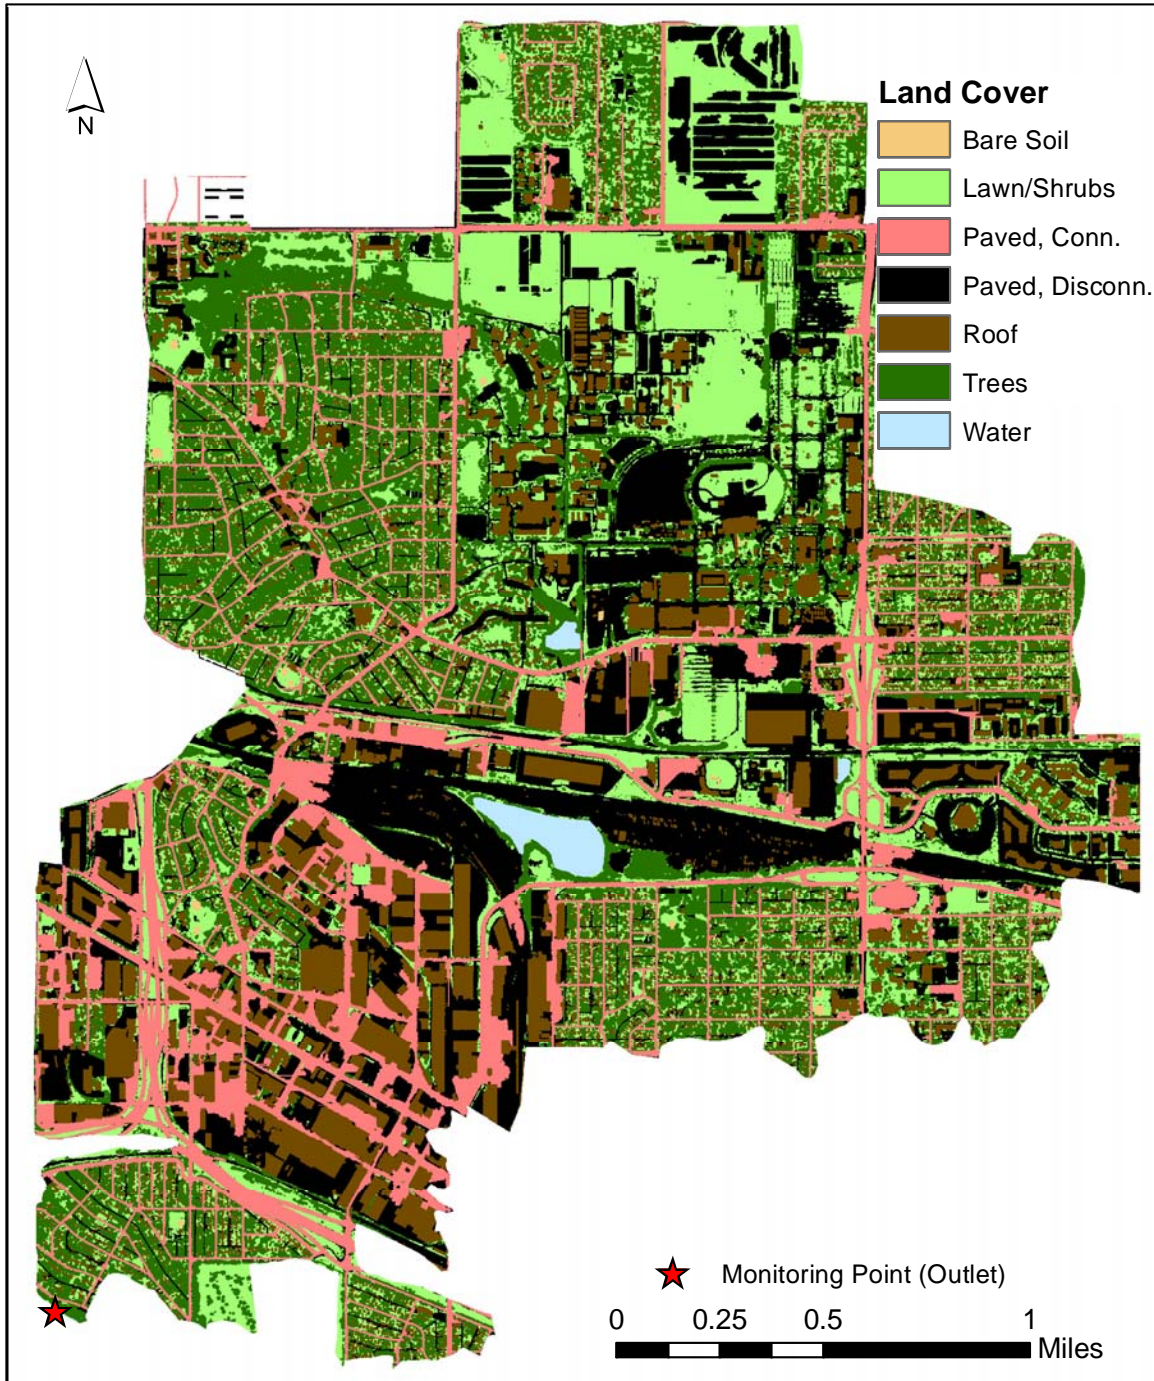 N
Land Cover
Bare Soil
Lawn/Shrubs
Paved, Conn.
Paved, Disconn.
Roof
Trees
Water
Monitoring Point (Outlet)
0 0.25 0.5 1
Miles